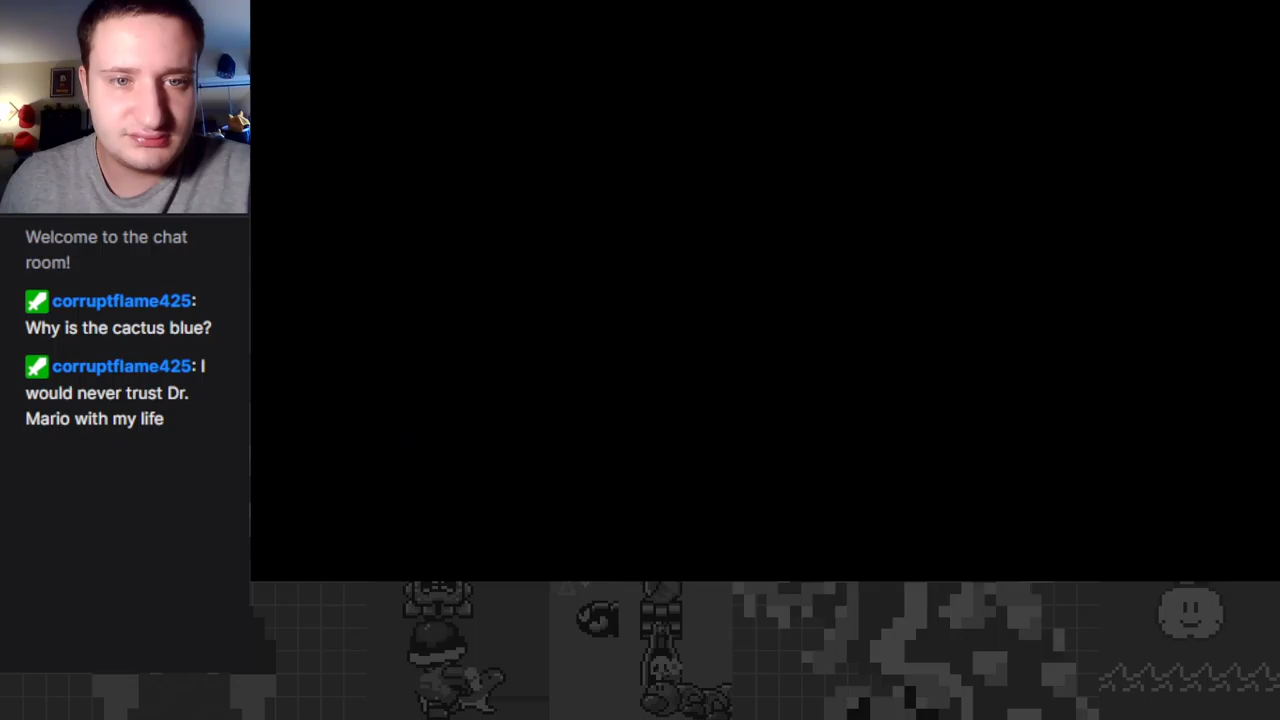 Welcome to the chat
room!
corruptflame425:
Why is the cactus blue?
corruptflame425: I
would never trust Dr.
Mario with my life